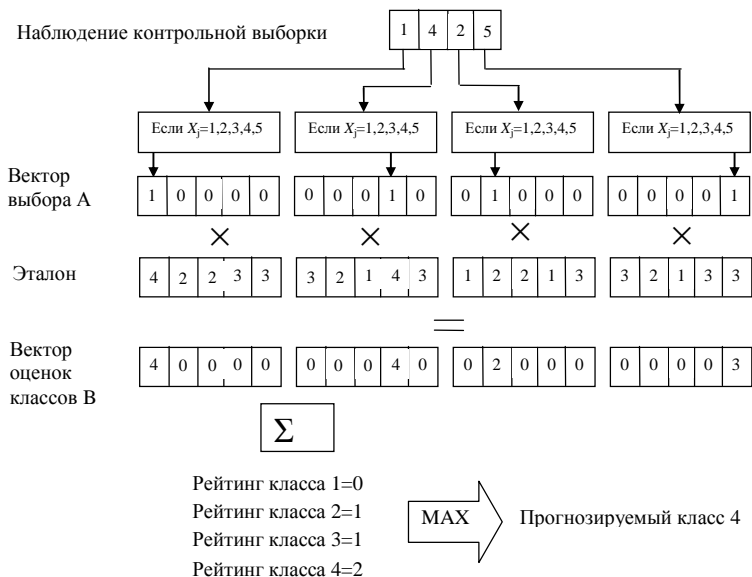 Наблюдение контрольной выборки
1 4 2 5
Если Xj=1,2,3,4,5 Если Xj=1,2,3,4,5 Если Xj=1,2,3,4,5 Если Xj=1,2,3,4,5
Вектор
выбора А
1 0 0 0 0 0 0 0 1 0 0 1 0 0 0 0 0 0 0 1
× × × ×
Эталон
4 2 2 3 3 3 2 1 4 3 1 2 2 1 3 3 2 1 3 3
=
Вектор
оценок
классов В
4 0 0 0 0 0 0 0 4 0 0 2 0 0 0 0 0 0 0 3
Σ
Рейтинг класса 1=0
Рейтинг класса 2=1
Рейтинг класса 3=1
Рейтинг класса 4=2
MAX
Прогнозируемый класс 4